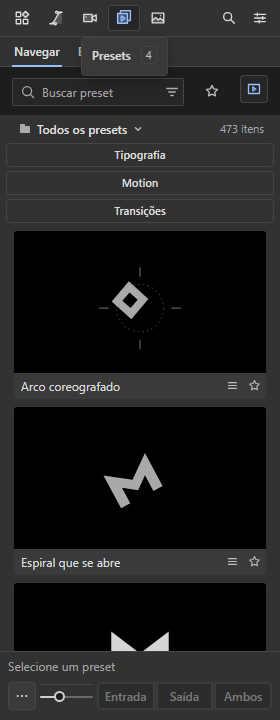 Presets 4
Navegar
Buscar preset
Todos os presets 473 itens
Tipografia
Motion
Transições
Arco coreografado
Espiral que se abre
Selecione um preset
Entrada Saída Ambos